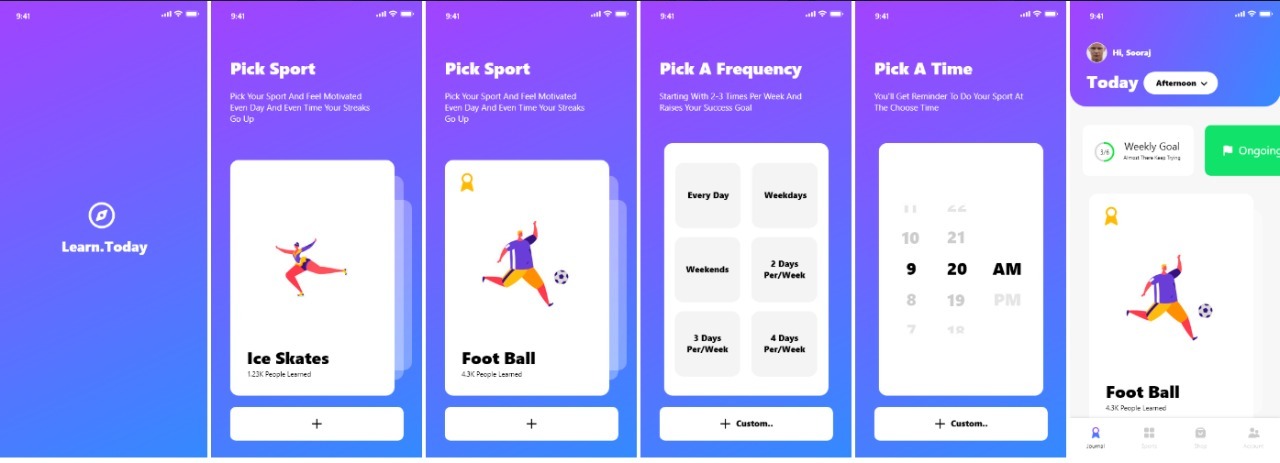 9:41
Learn.Today
9:41
Pick Sport
Pick Your Sport And Feel Motivated
Even Day And Even Time Your Streaks
Go Up
Ice Skates
1.23K People Learned
+
9:41
Pick Sport
Pick Your Sport And Feel Motivated
Even Day And Even Time Your Streaks
Go Up
Foot Ball
4.3K People Learned
+
9:41
Pick A Frequency
Starting With 2-3 Times Per Week And
Raises Your Success Goal
Every Day
Weekdays
Weekends
2 Days
Per/Week
3 Days
Per/Week
4 Days
Per/Week
+ Custom..
9:41
Pick A Time
You'll Get Reminder To Do Your Sport At
The Choose Time
11 22
10 21
9 20 AM
8 19 PM
7 18
+ Custom..
9:41
Hi, Sooraj
Today Afternoon
3/6
Weekly Goal
Almost There Keep Trying
Ongoing
Foot Ball
4.3K People Learned
Journal
Sports
Shop
Account